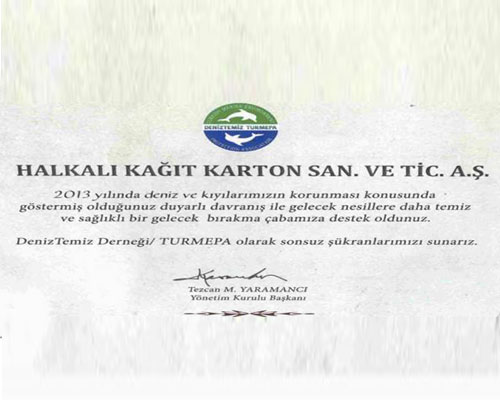 DENİZTEMİZ TURMEPA
HALKALI KAĞIT KARTON SAN. VE TİC. A.Ş.
2013 yılında deniz ve kıyılarımızın korunması konusunda
göstermiş olduğunuz duyarlı davranış ile gelecek nesillere daha temiz
ve sağlıklı bir gelecek bırakma çabamıza destek oldunuz.
DenizTemiz Derneği/ TURMEPA olarak sonsuz şükranlarımızı sunarız.
Tezcan M. YARAMANCI
Yönetim Kurulu Başkanı